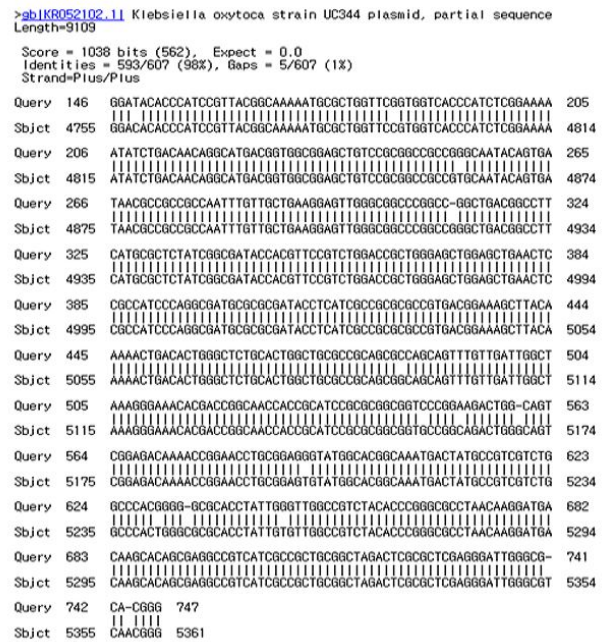 >gb|KR052102.1| Klebsiella oxytoca strain UC344 plasmid, partial sequence
Length=9109
Score = 1038 bits (562), Expect = 0.0
Identities = 593/607 (98%), Gaps = 5/607 (1%)
Strand=Plus/Plus
Query 146 GGATACACCCATCCGTTACGGCAAAAATGCGCTGGTTCGGTGGTCACCCATCTCGGAAAA 205
Sbjct 4755 GGACACACCCATCCGTTACGGCAAAAATGCGCTGGTTCCGTGGTCACCCATCTCGGAAAA 4814
Query 206 ATATCTGACAACAGGCATGACGGTGGCGGAGCTGTCCGCGGCCGCCGGGCAATACAGTGA 265
Sbjct 4815 ATATCTGACAACAGGCATGACGGTGGCGGAGCTGTCCGCGGCCGCCGTGCAATACAGTGA 4874
Query 266 TAACGCCGCCGCCAATTTGTTGCTGAAGGAGTTGGGCGGCCCGGCC-GGCTGACGGCCTT 324
Sbjct 4875 TAACGCCGCCGCCAATTTGTTGCTGAAGGAGTTGGGCGGCCCGGCCGGGCTGACGGCCTT 4934
Query 325 CATGCGCTCTATCGGCGATACCACGTTCCGTCTGGACCGCTGGGAGCTGGAGCTGAACTC 384
Sbjct 4935 CATGCGCTCTATCGGCGATACCACGTTCCGTCTGGACCGCTGGGAGCTGGAGCTGAACTC 4994
Query 385 CGCCATCCCAGGCGATGCGCGCGATACCTCATCGCCGCGCGCCGTGACGGAAAGCTTACA 444
Sbjct 4995 CGCCATCCCAGGCGATGCGCGCGATACCTCATCGCCGCGCGCCGTGACGGAAAGCTTACA 5054
Query 445 AAAACTGACACTGGGCTCTGCACTGGCTGCGCCGCAGCGCCAGCAGTTTGTTGATTGGCT 504
Sbjct 5055 AAAACTGACACTGGGCTCTGCACTGGCTGCGCCGCAGCGGCAGCAGTTTGTTGATTGGCT 5114
Query 505 AAAGGGAAACACGACCGGCAACCACCGCATCCGCGCGGCGGTCCCGGAAGACTGG-CAGT 563
Sbjct 5115 AAAGGGAAACACGACCGGCAACCACCGCATCCGCGCGGCGGTGCCGGCAGACTGGGCAGT 5174
Query 564 CGGAGACAAAACCGGAACCTGCGGAGGGTATGGCACGGCAAATGACTATGCCGTCGTCTG 623
Sbjct 5175 CGGAGACAAAACCGGAACCTGCGGAGTGTATGGCACGGCAAATGACTATGCCGTCGTCTG 5234
Query 624 GCCCACGGGG-GCGCACCTATTGGGTTGGCCGTCTACACCCGGGCGCCTAACAAGGATGA 682
Sbjct 5235 GCCCACTGGGCGCGCACCTATTGTGTTGGCCGTCTACACCCGGGCGCCTAACAAGGATGA 5294
Query 683 CAAGCACAGCGAGGCCGTCATCGCCGCTGCGGCTAGACTCGCGCTCGAGGGATTGGGCG- 741
Sbjct 5295 CAAGCACAGCGAGGCCGTCATCGCCGCTGCGGCTAGACTCGCGCTCGAGGGATTGGGCGT 5354
Query 742 CA-CGGG 747
Sbjct 5355 CAACGGG 5361